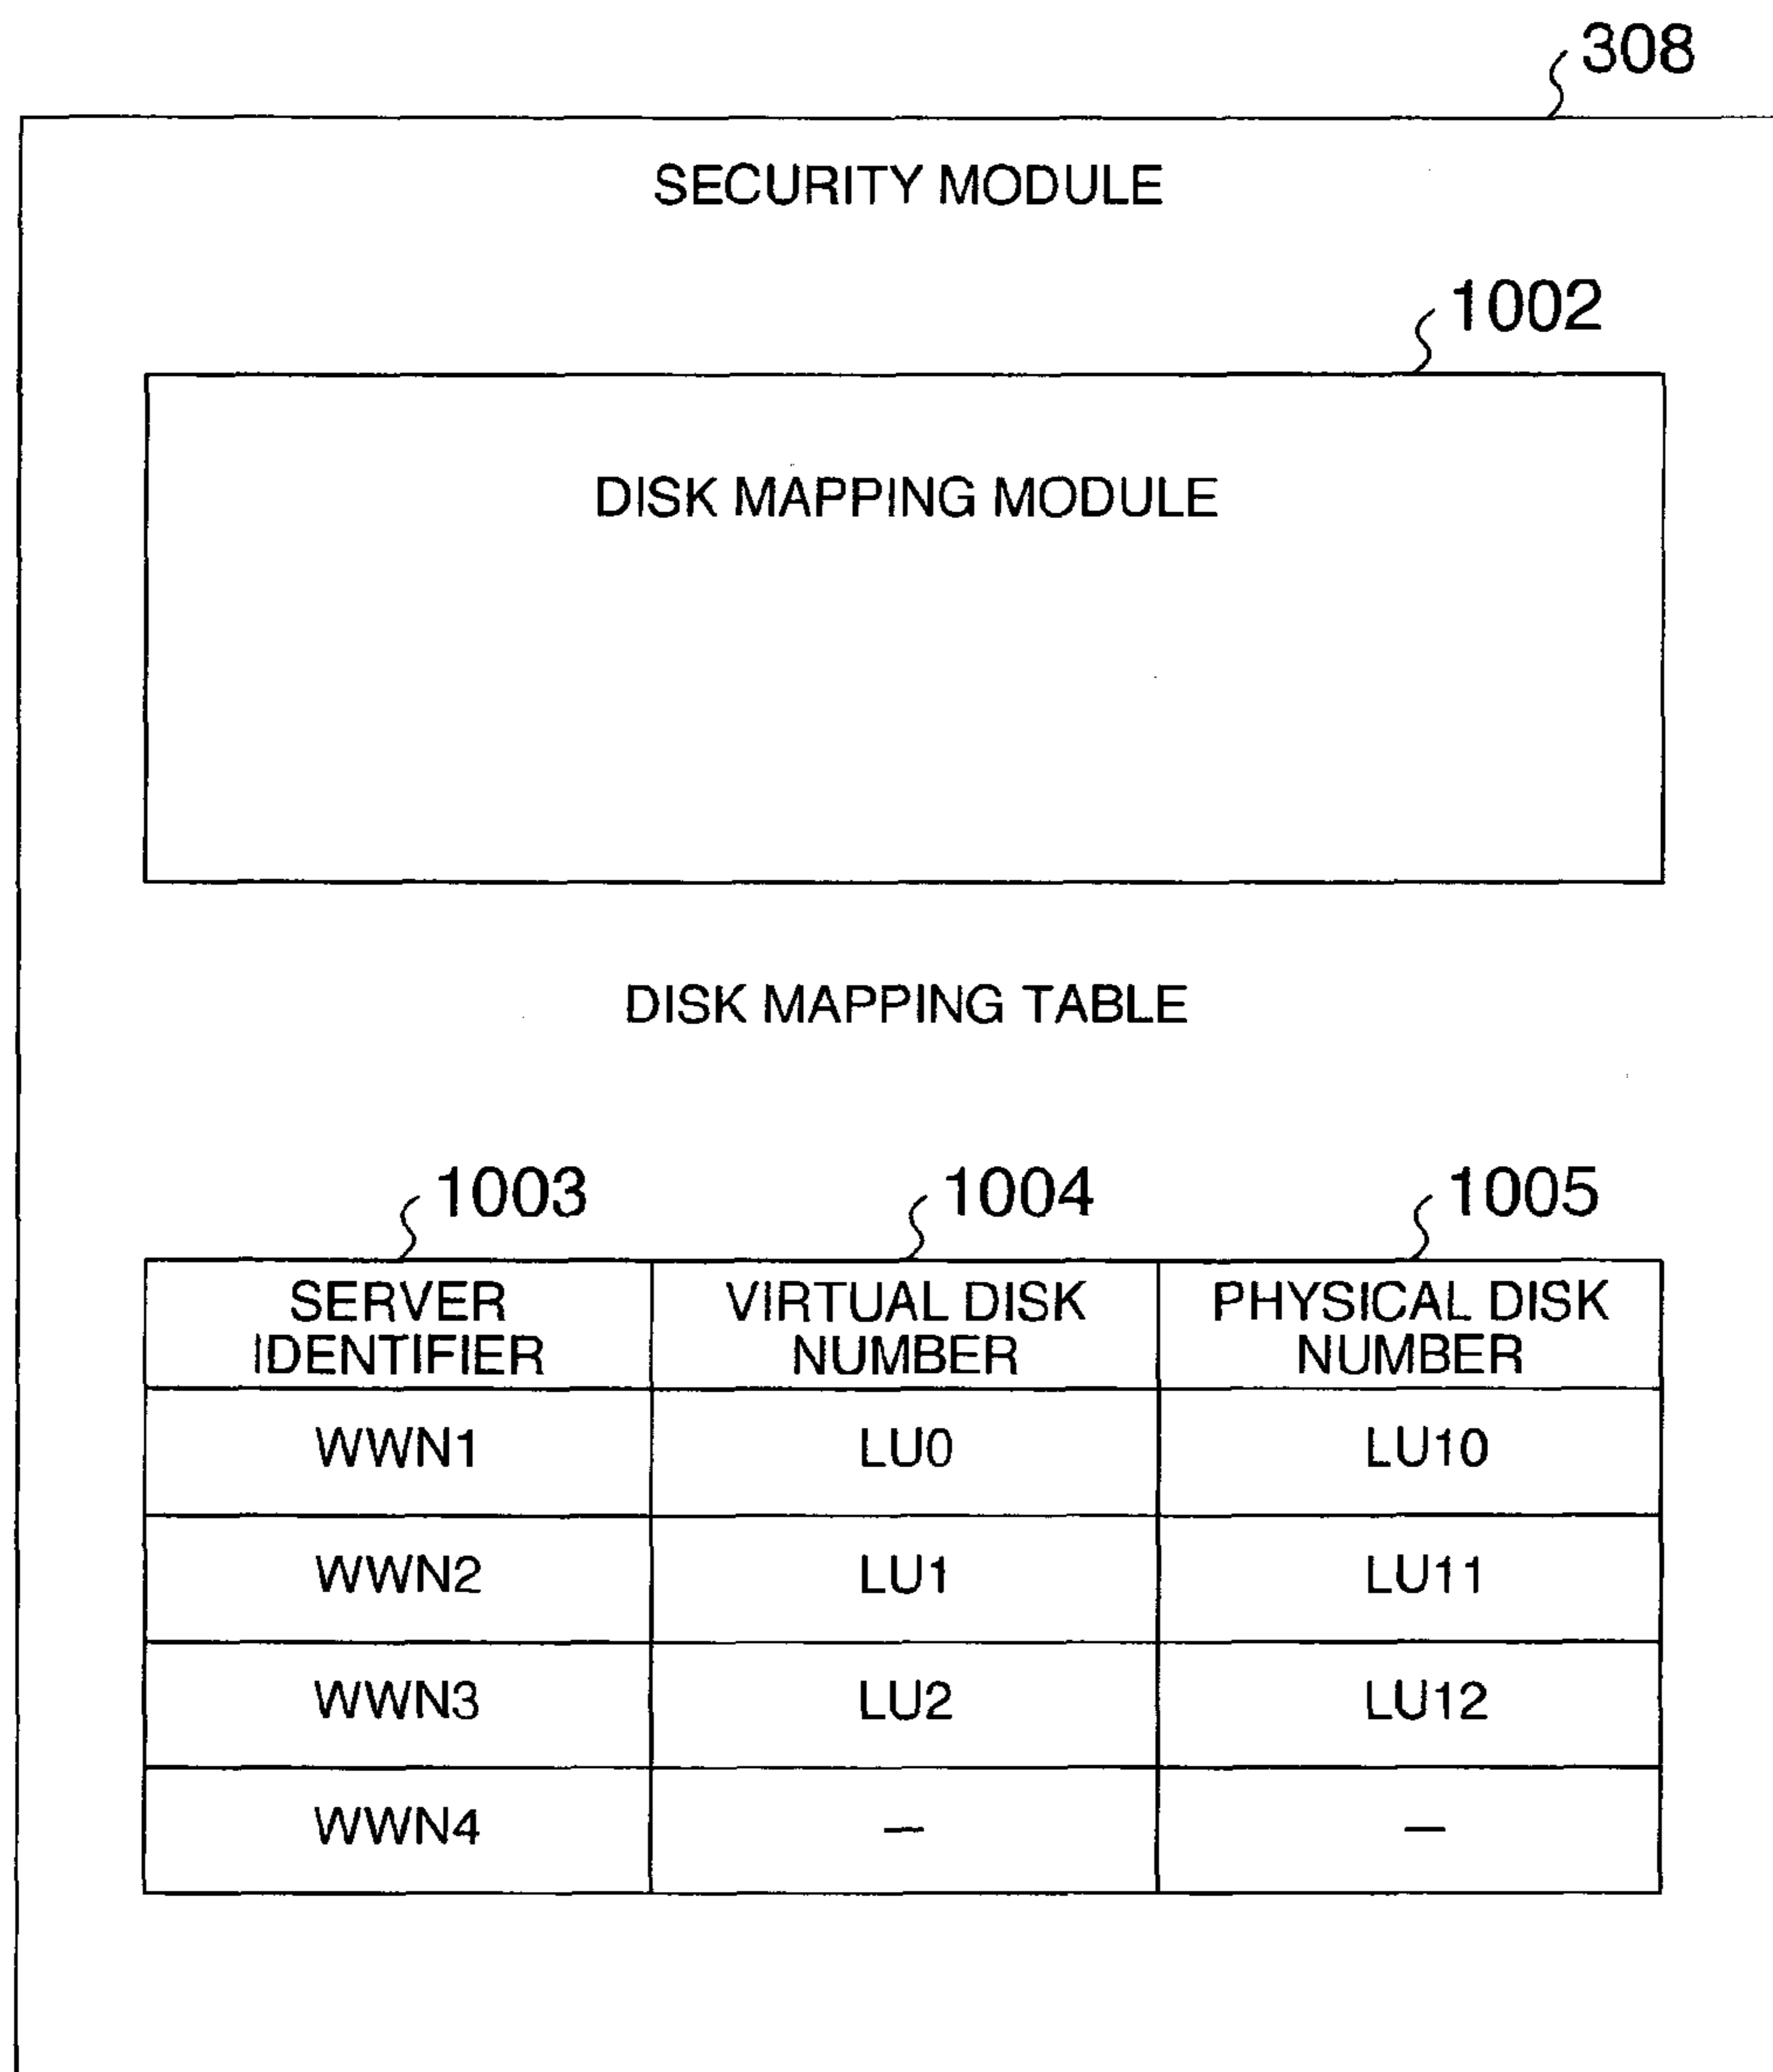 308
SECURITY MODULE
1002
DISK MAPPING MODULE
DISK MAPPING TABLE
1003 1004 1005
SERVER IDENTIFIER VIRTUAL DISK NUMBER PHYSICAL DISK NUMBER
WWN1 LU0 LU10
WWN2 LU1 LU11
WWN3 LU2 LU12
WWN4 — —